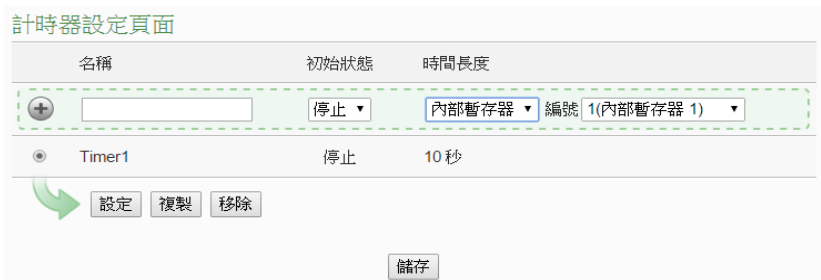 計時器設定頁面
名稱 初始狀態 時間長度
停止 內部暫存器 編號 1(內部暫存器 1)
Timer1 停止 10 秒
設定 複製 移除
儲存